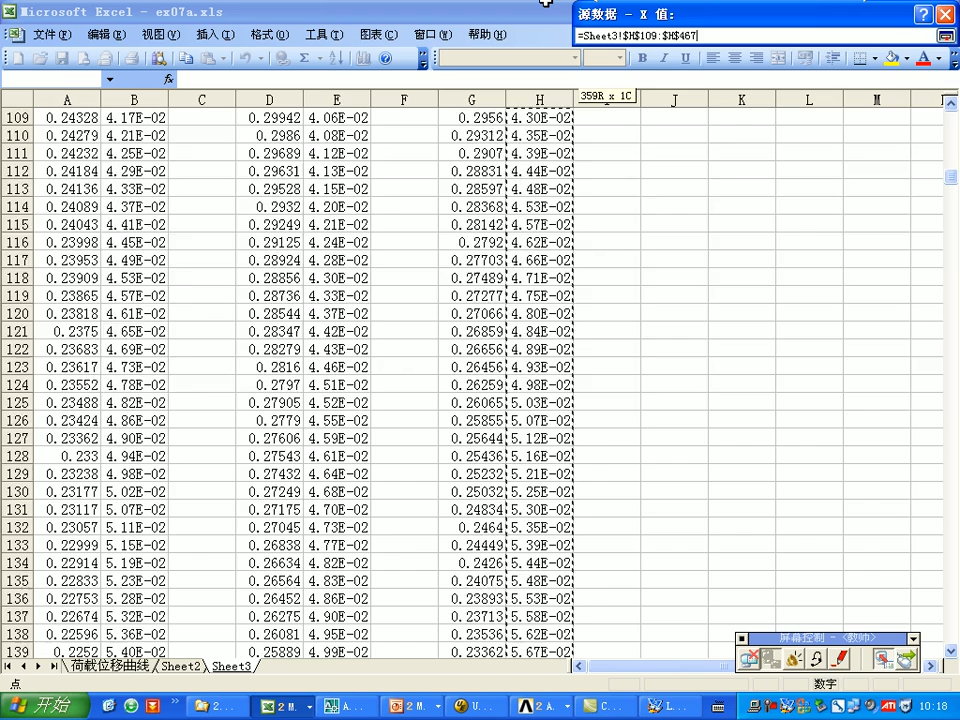 Microsoft Excel - ex07a.xls
源数据 - X 值:
=Sheet3!$H$109:$H$467
文件(F) 编辑(E) 视图(V) 插入(I) 格式(O) 工具(T) 图表(C) 窗口(W) 帮助(H)
359R x 1C
A B C D E F G H J K L M
109 0.24328 4.17E-02 0.29942 4.06E-02 0.2956 4.30E-02
110 0.24279 4.21E-02 0.2986 4.08E-02 0.29312 4.35E-02
111 0.24232 4.25E-02 0.29689 4.12E-02 0.2907 4.39E-02
112 0.24184 4.29E-02 0.29631 4.13E-02 0.28831 4.44E-02
113 0.24136 4.33E-02 0.29528 4.15E-02 0.28597 4.48E-02
114 0.24089 4.37E-02 0.2932 4.20E-02 0.28368 4.53E-02
115 0.24043 4.41E-02 0.29249 4.21E-02 0.28142 4.57E-02
116 0.23998 4.45E-02 0.29125 4.24E-02 0.2792 4.62E-02
117 0.23953 4.49E-02 0.28924 4.28E-02 0.27703 4.66E-02
118 0.23909 4.53E-02 0.28856 4.30E-02 0.27489 4.71E-02
119 0.23865 4.57E-02 0.28736 4.33E-02 0.27277 4.75E-02
120 0.23818 4.61E-02 0.28544 4.37E-02 0.27066 4.80E-02
121 0.2375 4.65E-02 0.28347 4.42E-02 0.26859 4.84E-02
122 0.23683 4.69E-02 0.28279 4.43E-02 0.26656 4.89E-02
123 0.23617 4.73E-02 0.2816 4.46E-02 0.26456 4.93E-02
124 0.23552 4.78E-02 0.2797 4.51E-02 0.26259 4.98E-02
125 0.23488 4.82E-02 0.27905 4.52E-02 0.26065 5.03E-02
126 0.23424 4.86E-02 0.2779 4.55E-02 0.25855 5.07E-02
127 0.23362 4.90E-02 0.27606 4.59E-02 0.25644 5.12E-02
128 0.233 4.94E-02 0.27543 4.61E-02 0.25436 5.16E-02
129 0.23238 4.98E-02 0.27432 4.64E-02 0.25232 5.21E-02
130 0.23177 5.02E-02 0.27249 4.68E-02 0.25032 5.25E-02
131 0.23117 5.07E-02 0.27175 4.70E-02 0.24834 5.30E-02
132 0.23057 5.11E-02 0.27045 4.73E-02 0.2464 5.35E-02
133 0.22999 5.15E-02 0.26838 4.77E-02 0.24449 5.39E-02
134 0.22914 5.19E-02 0.26634 4.82E-02 0.2426 5.44E-02
135 0.22833 5.23E-02 0.26564 4.83E-02 0.24075 5.48E-02
136 0.22753 5.28E-02 0.26452 4.86E-02 0.23893 5.53E-02
137 0.22674 5.32E-02 0.26275 4.90E-02 0.23713 5.58E-02
138 0.22596 5.36E-02 0.26081 4.95E-02 0.23536 5.62E-02
139 0.2252 5.40E-02 0.25889 4.99E-02 0.23362 5.67E-02
屏幕控制 - <教师>
荷载位移曲线 Sheet2 Sheet3
点 数字
开始 2... 2 M. A... 2 M. U... 2 A. C... L... 10:18